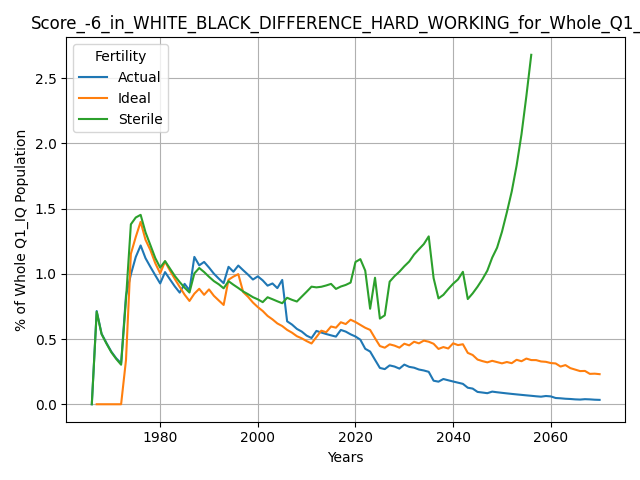 Score_-6_in_WHITE_BLACK_DIFFERENCE_HARD_WORKING_for_Whole_Q1_
Fertility
Actual
Ideal
Sterile
% of Whole Q1_IQ Population
2.5
2.0
1.5
1.0
0.5
0.0
1980 2000 2020 2040 2060
Years